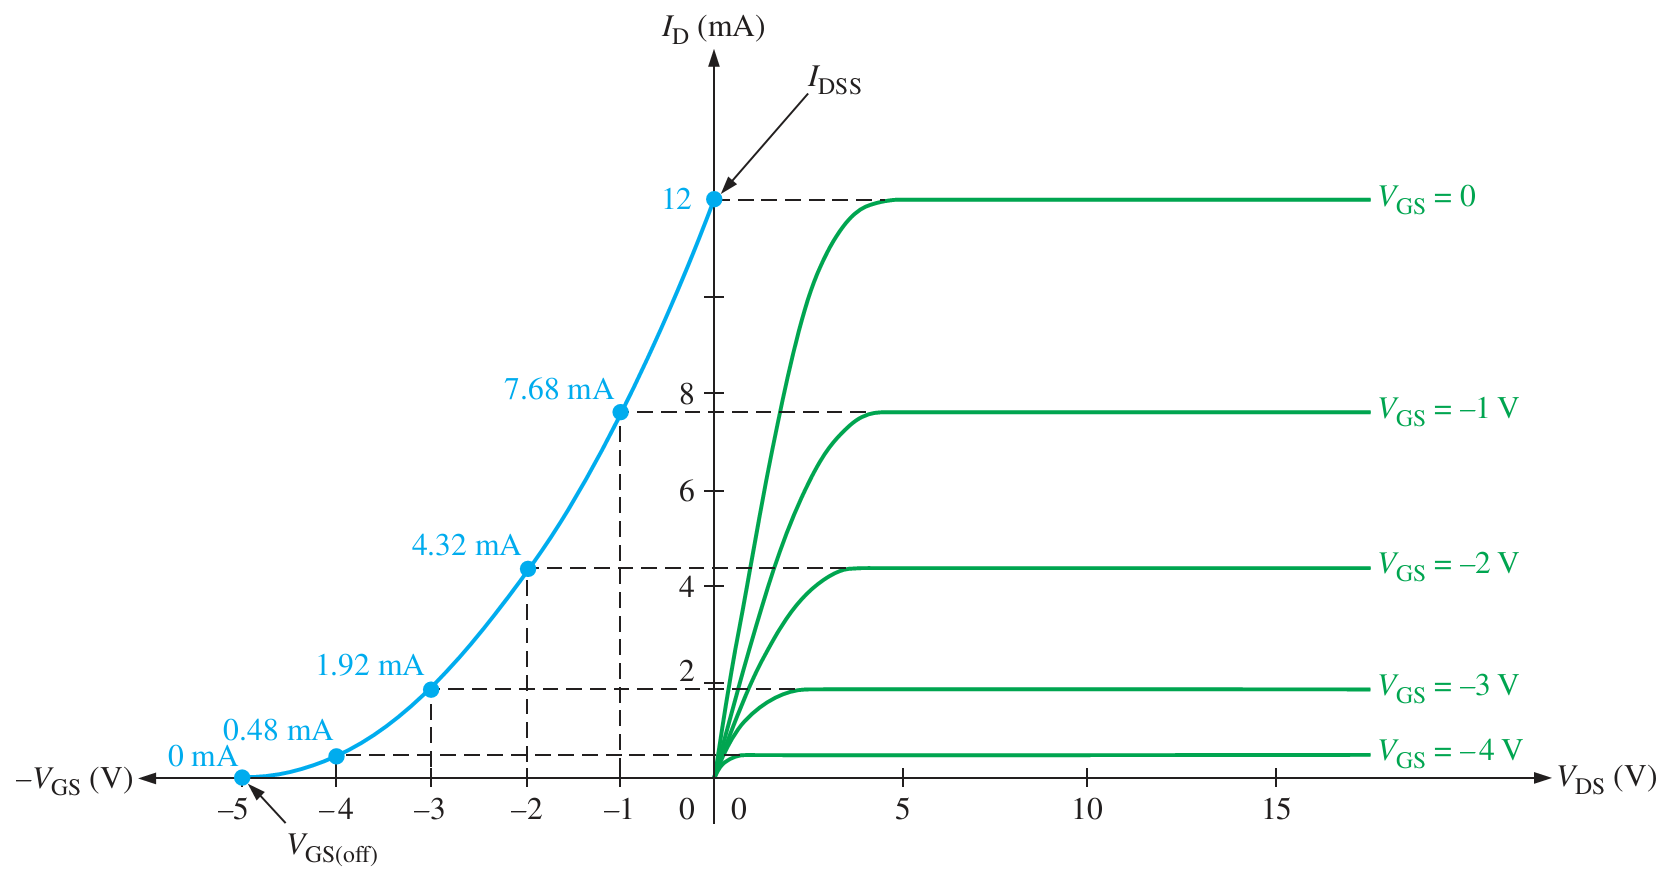 I_D (mA)
I_DSS
12
V_GS = 0
7.68 mA
8
V_GS = –1 V
6
4.32 mA
4
V_GS = –2 V
1.92 mA
2
V_GS = –3 V
0.48 mA
0 mA
V_GS = –4 V
–V_GS (V)
V_DS (V)
–5 –4 –3 –2 –1 0 0 5 10 15
V_GS(off)